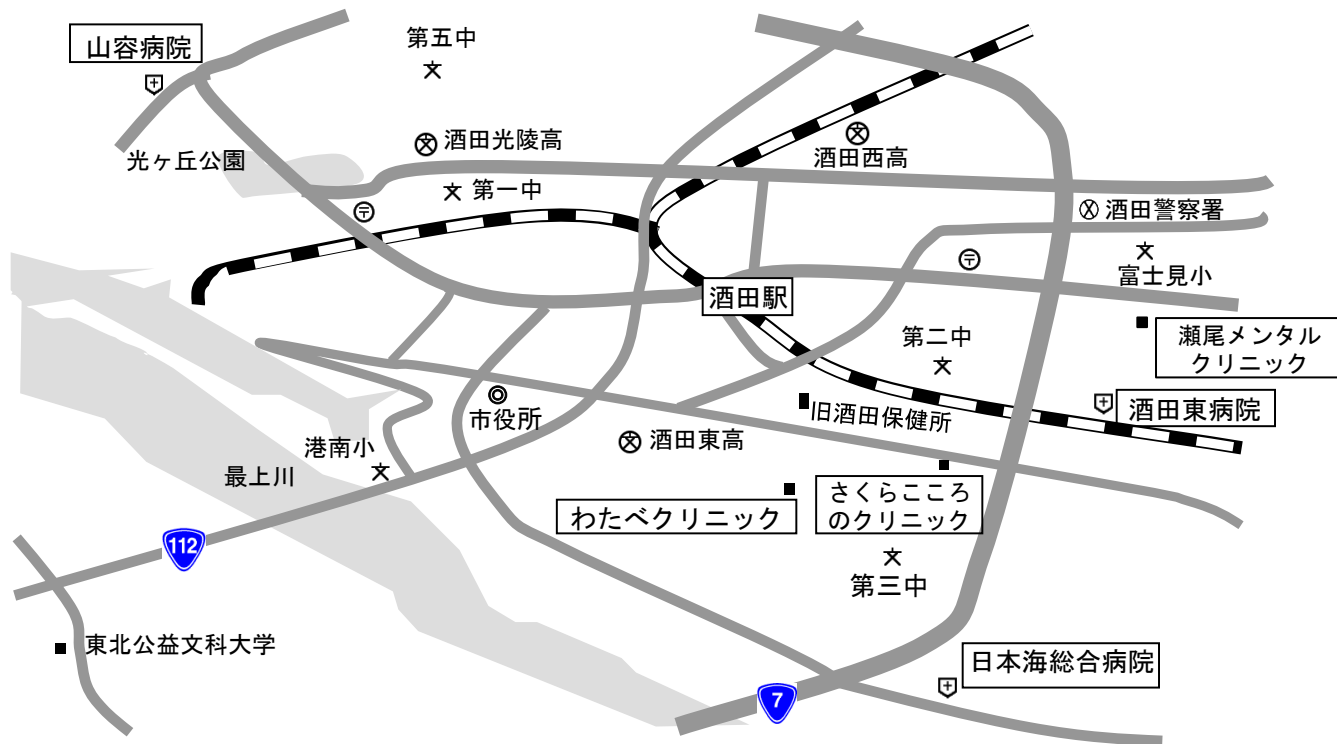 山容病院
第五中
酒田光陵高
酒田西高
光ヶ丘公園
第一中
酒田警察署
富士見小
酒田駅
瀬尾メンタル
クリニック
第二中
酒田東病院
市役所
旧酒田保健所
酒田東高
港南小
最上川
わたべクリニック
さくらこころ
のクリニック
112
第三中
東北公益文科大学
日本海総合病院
7